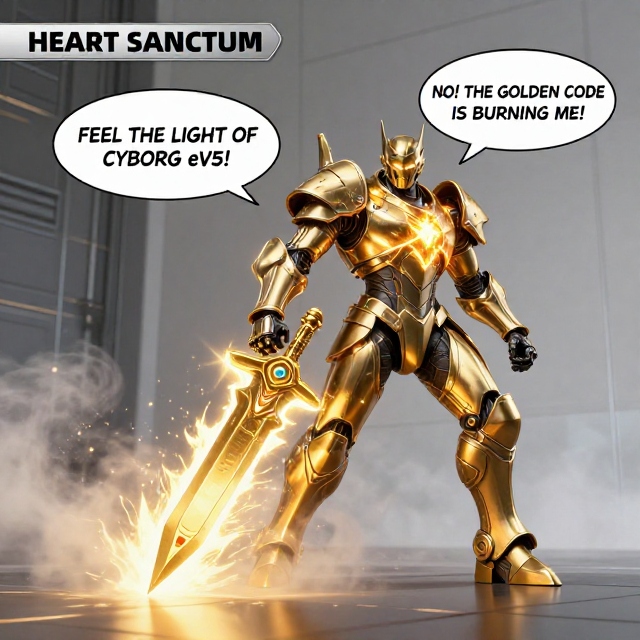 HEART SANCTUM
FEEL THE LIGHT OF
CYBORG eV5!
NO! THE GOLDEN CODE
IS BURNING ME!